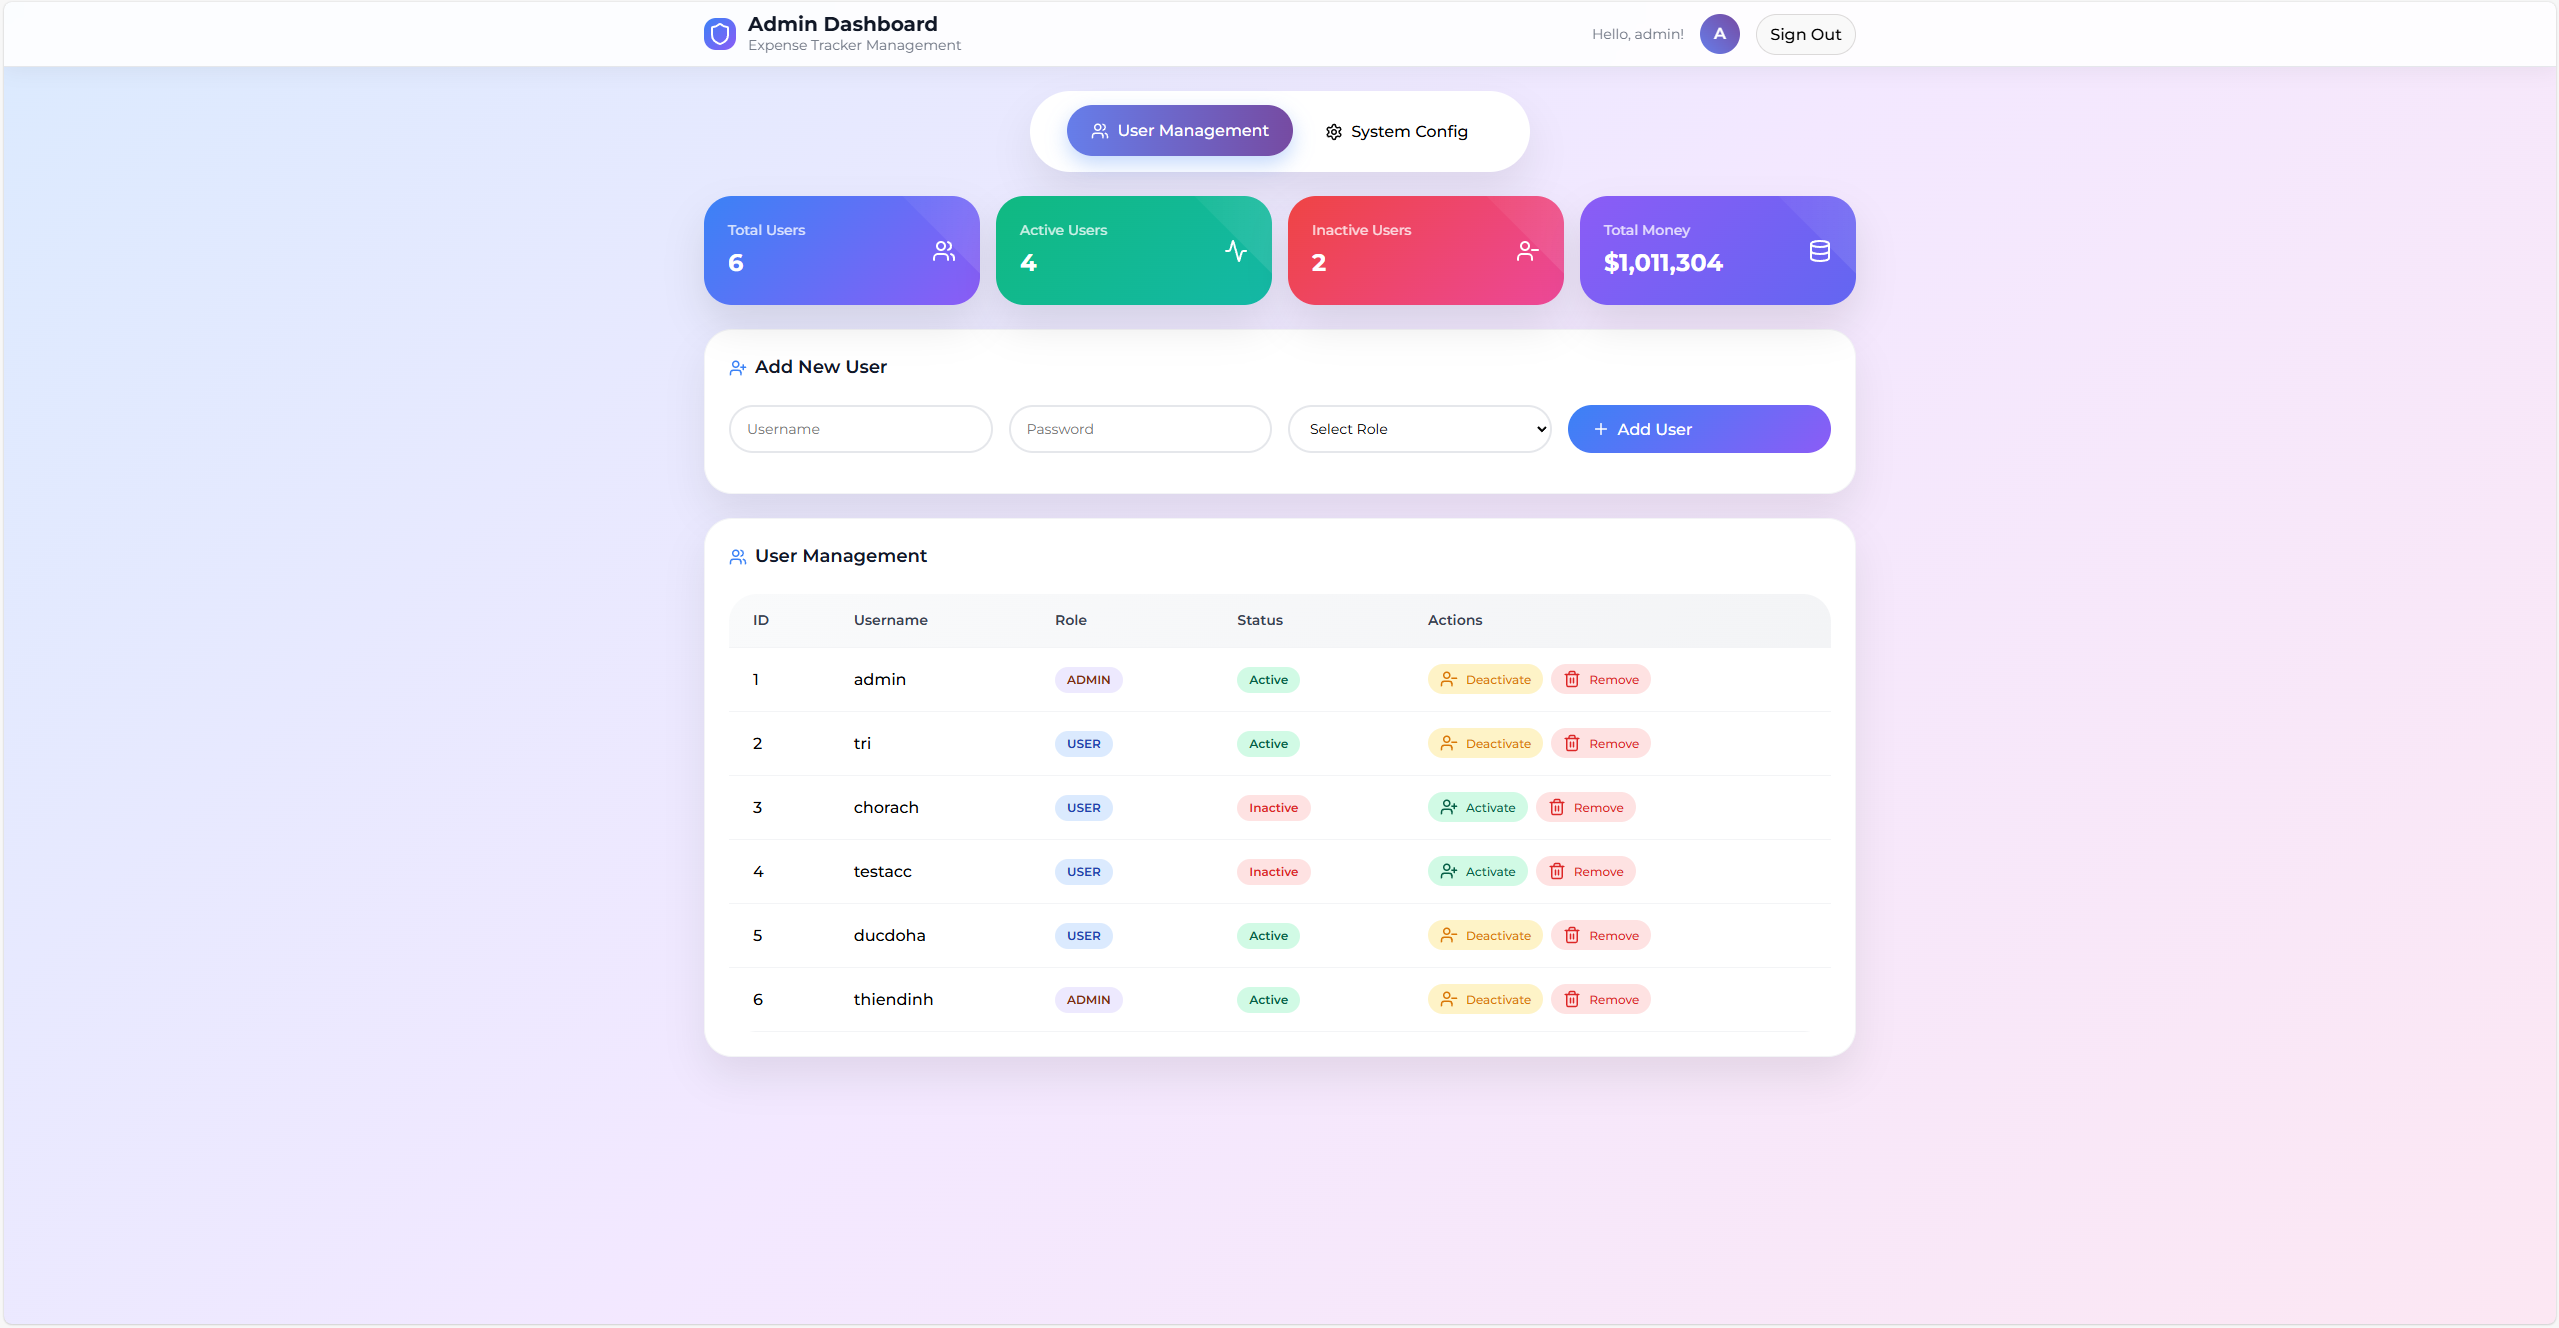 Admin Dashboard
Expense Tracker Management
Hello, admin!
A
Sign Out
User Management
System Config
Total Users
6
Active Users
4
Inactive Users
2
Total Money
$1,011,304
Add New User
Username
Password
Select Role
Add User
User Management
ID Username Role Status Actions
1 admin ADMIN Active Deactivate Remove
2 tri USER Active Deactivate Remove
3 chorach USER Inactive Activate Remove
4 testacc USER Inactive Activate Remove
5 ducdoha USER Active Deactivate Remove
6 thiendinh ADMIN Active Deactivate Remove